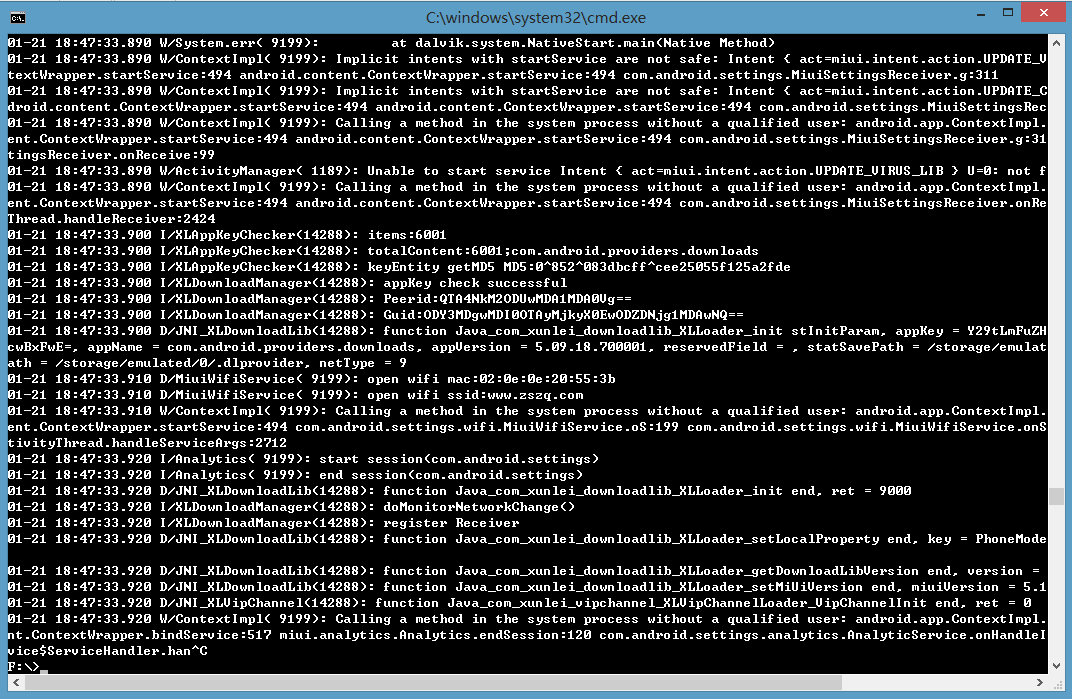 C:\windows\system32\cmd.exe
01-21 18:47:33.890 W/System.err( 9199):         at dalvik.system.NativeStart.main(Native Method)
01-21 18:47:33.890 W/ContextImpl( 9199): Implicit intents with startService are not safe: Intent { act=miui.intent.action.UPDATE_V
textWrapper.startService:494 android.content.ContextWrapper.startService:494 com.android.settings.MiuiSettingsReceiver.g:311
01-21 18:47:33.890 W/ContextImpl( 9199): Implicit intents with startService are not safe: Intent { act=miui.intent.action.UPDATE_C
droid.content.ContextWrapper.startService:494 android.content.ContextWrapper.startService:494 com.android.settings.MiuiSettingsRec
01-21 18:47:33.890 W/ContextImpl( 9199): Calling a method in the system process without a qualified user: android.app.ContextImpl.
ent.ContextWrapper.startService:494 android.content.ContextWrapper.startService:494 com.android.settings.MiuiSettingsReceiver.g:31
tingsReceiver.onReceive:99
01-21 18:47:33.890 W/ActivityManager( 1189): Unable to start service Intent { act=miui.intent.action.UPDATE_VIRUS_LIB } U=0: not f
01-21 18:47:33.890 W/ContextImpl( 9199): Calling a method in the system process without a qualified user: android.app.ContextImpl.
ent.ContextWrapper.startService:494 android.content.ContextWrapper.startService:494 com.android.settings.MiuiSettingsReceiver.onRe
Thread.handleReceiver:2424
01-21 18:47:33.900 I/XLAppKeyChecker(14288): items:6001
01-21 18:47:33.900 I/XLAppKeyChecker(14288): totalContent:6001;com.android.providers.downloads
01-21 18:47:33.900 I/XLAppKeyChecker(14288): keyEntity getMD5 MD5:0^852^083dbcff^cee25055f125a2fde
01-21 18:47:33.900 I/XLDownloadManager(14288): appKey check successful
01-21 18:47:33.900 I/XLDownloadManager(14288): Peerid:QTA4NkM2ODUwMDA1MDA0Vg==
01-21 18:47:33.900 I/XLDownloadManager(14288): Guid:ODY3MDgwMDI0OTAyMjkyX0EwODZDNjg1MDAwNQ==
01-21 18:47:33.900 D/JNI_XLDownloadLib(14288): function Java_com_xunlei_downloadlib_XLLoader_init stInitParam, appKey = Y29tLmFuZH
cwBxFwE=, appName = com.android.providers.downloads, appVersion = 5.09.18.700001, reservedField = , statSavePath = /storage/emulat
ath = /storage/emulated/0/.dlprovider, netType = 9
01-21 18:47:33.910 D/MiuiWifiService( 9199): open wifi mac:02:0e:0e:20:55:3b
01-21 18:47:33.910 D/MiuiWifiService( 9199): open wifi ssid:www.zszq.com
01-21 18:47:33.910 W/ContextImpl( 9199): Calling a method in the system process without a qualified user: android.app.ContextImpl.
ent.ContextWrapper.startService:494 com.android.settings.wifi.MiuiWifiService.oS:199 com.android.settings.wifi.MiuiWifiService.onS
tivityThread.handleServiceArgs:2712
01-21 18:47:33.920 I/Analytics( 9199): start session(com.android.settings)
01-21 18:47:33.920 I/Analytics( 9199): end session(com.android.settings)
01-21 18:47:33.920 D/JNI_XLDownloadLib(14288): function Java_com_xunlei_downloadlib_XLLoader_init end, ret = 9000
01-21 18:47:33.920 I/XLDownloadManager(14288): doMonitorNetworkChange()
01-21 18:47:33.920 I/XLDownloadManager(14288): register Receiver
01-21 18:47:33.920 D/JNI_XLDownloadLib(14288): function Java_com_xunlei_downloadlib_XLLoader_setLocalProperty end, key = PhoneMode
01-21 18:47:33.920 D/JNI_XLDownloadLib(14288): function Java_com_xunlei_downloadlib_XLLoader_getDownloadLibVersion end, version =
01-21 18:47:33.920 D/JNI_XLDownloadLib(14288): function Java_com_xunlei_downloadlib_XLLoader_setMiUiVersion end, miuiVersion = 5.1
01-21 18:47:33.920 D/JNI_XLVipChannel(14288): function Java_com_xunlei_vipchannel_XLVipChannelLoader_VipChannelInit end, ret = 0
01-21 18:47:33.920 W/ContextImpl( 9199): Calling a method in the system process without a qualified user: android.app.ContextImpl.
nt.ContextWrapper.bindService:517 miui.analytics.Analytics.endSession:120 com.android.settings.analytics.AnalyticService.onHandleI
vice$ServiceHandler.han^C
F:\>_